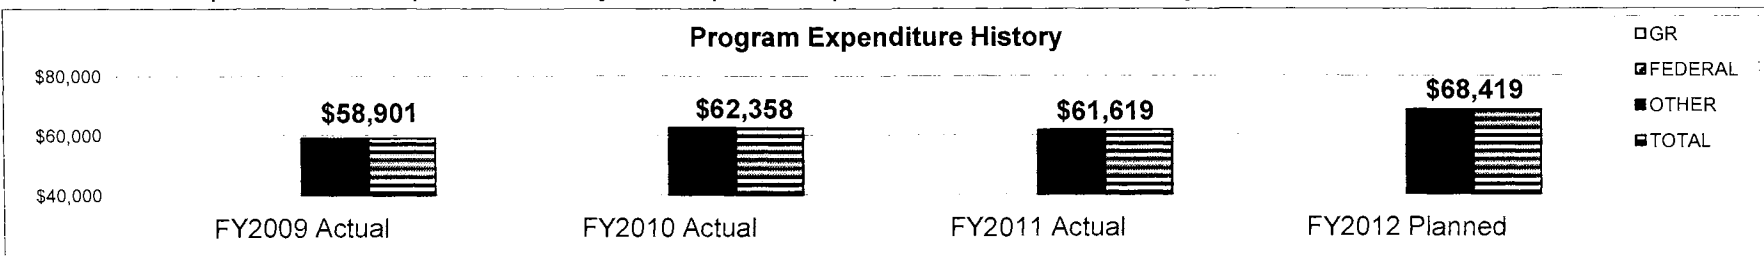 Program Expenditure History
GR
FEDERAL
OTHER
TOTAL
$80,000
$60,000
$40,000
$58,901
$62,358
$61,619
$68,419
FY2009 Actual
FY2010 Actual
FY2011 Actual
FY2012 Planned